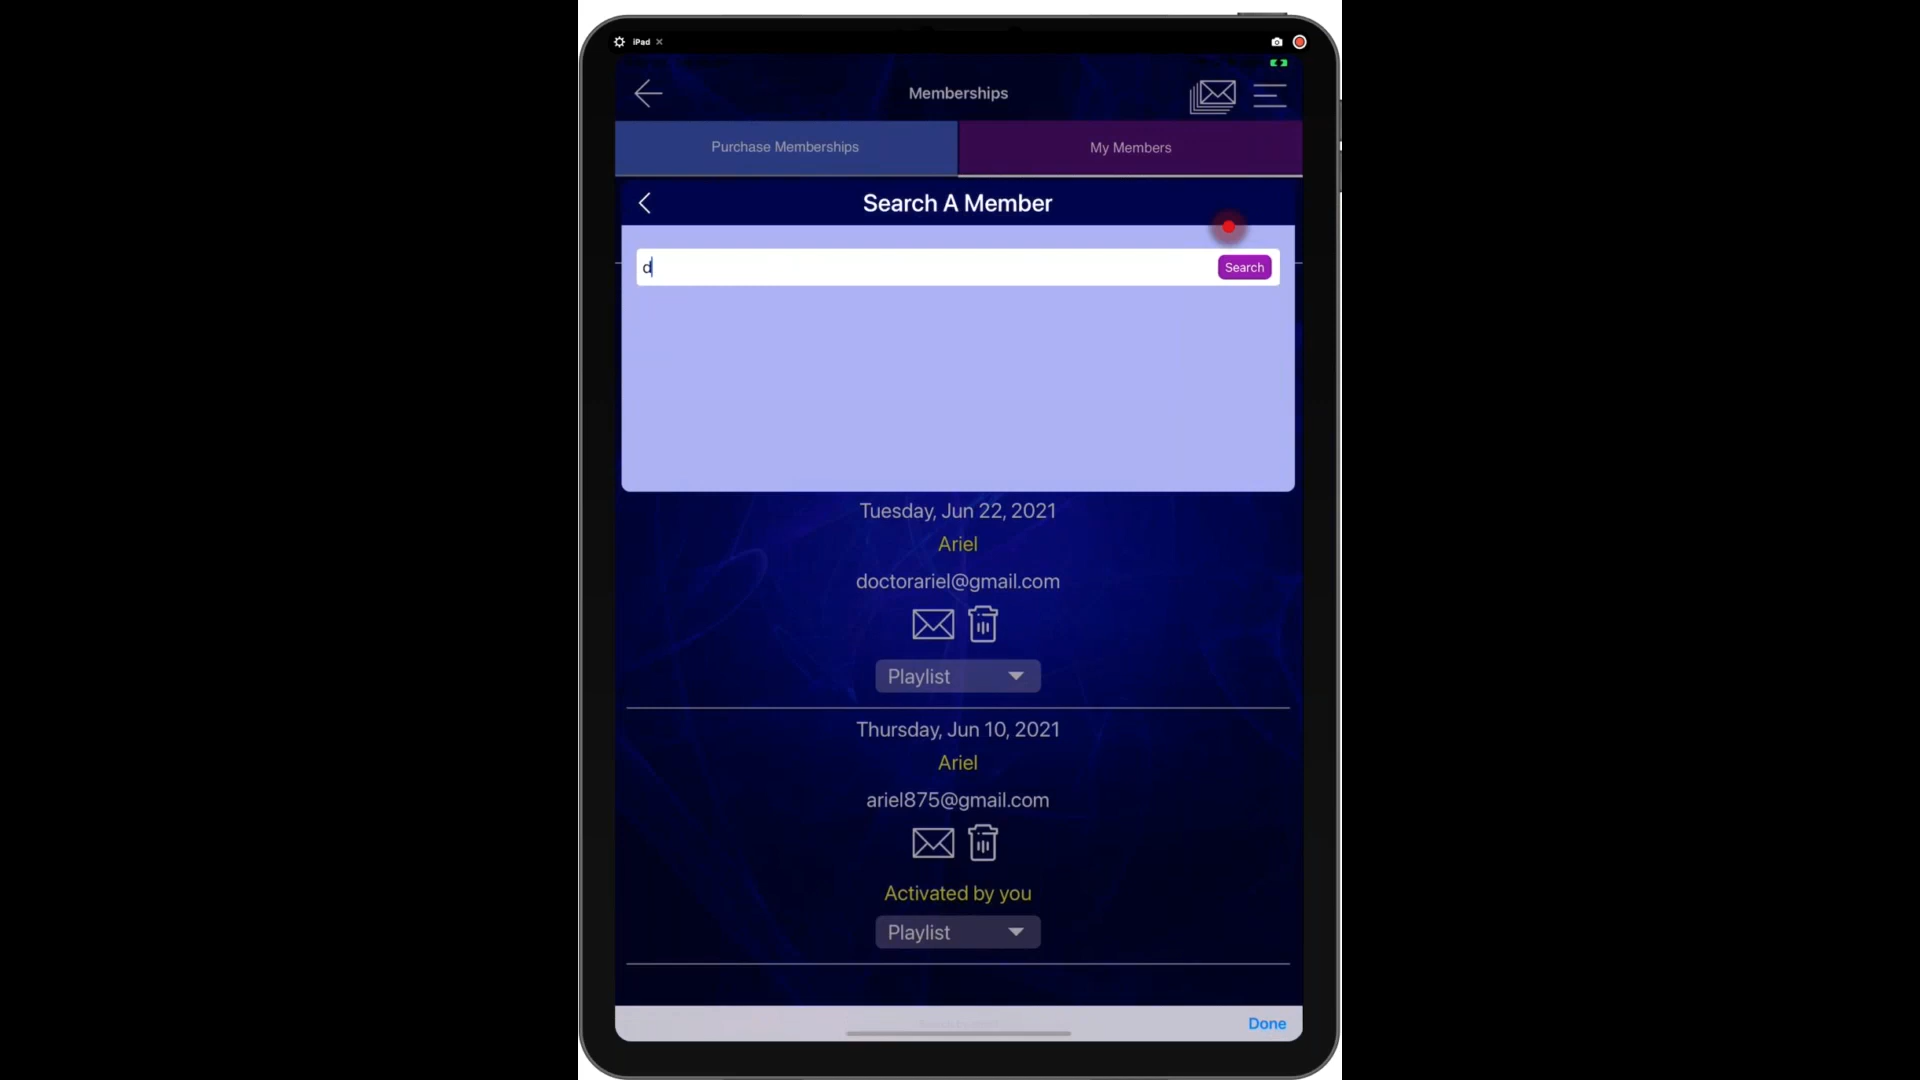 iPad
Memberships
Purchase Memberships
My Members
Search A Member
d
Search
Tuesday, Jun 22, 2021
Ariel
doctorariel@gmail.com
Playlist
Thursday, Jun 10, 2021
Ariel
ariel875@gmail.com
Activated by you
Playlist
Done